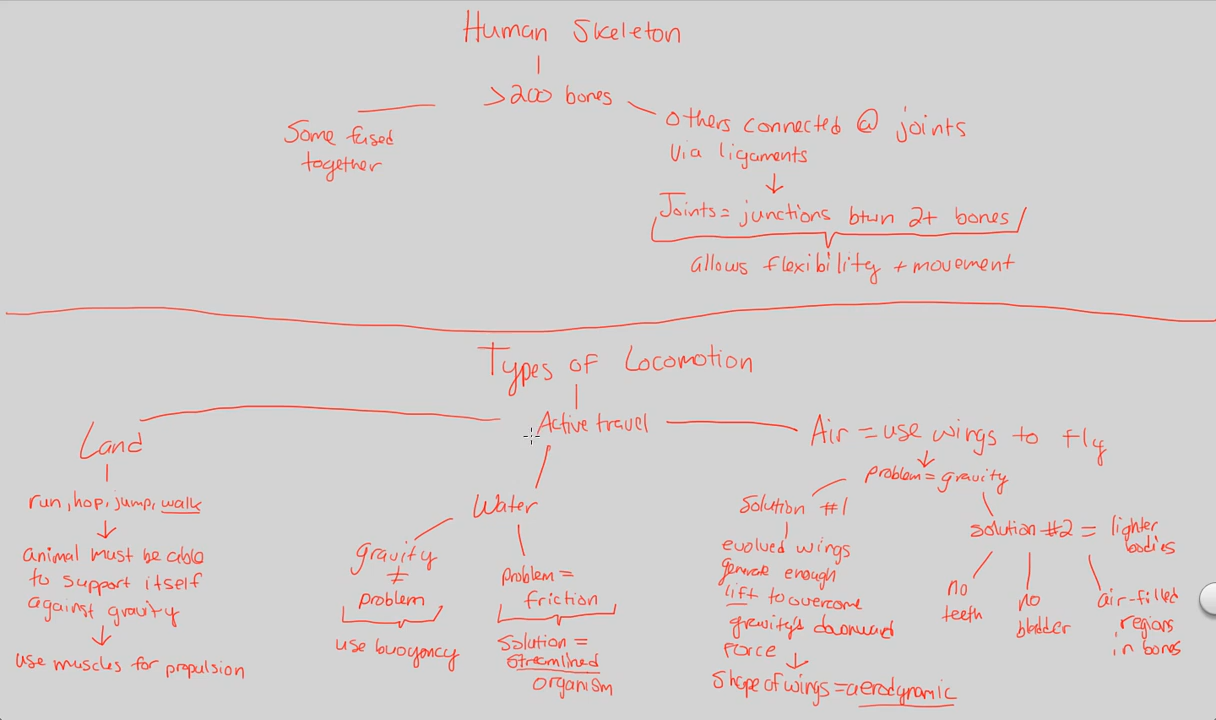 Human Skeleton
>200 bones
Some fused
together
Others connected @ joints
via ligaments
Joints = junctions btwn 2+ bones
allows flexibility + movement
Types of Locomotion
Active travel
Land
run, hop, jump, walk
animal must be able
to support itself
against gravity
use muscles for propulsion
Water
gravity
≠
problem
use buoyancy
problem =
friction
Solution =
Streamlined
organism
Air = use wings to fly
problem = gravity
Solution #1
evolved wings
generate enough
lift to overcome
gravity's downward
force
Shape of wings = aerodynamic
solution #2 = lighter
bodies
no
teeth
no
bladder
air-filled
regions
in bones